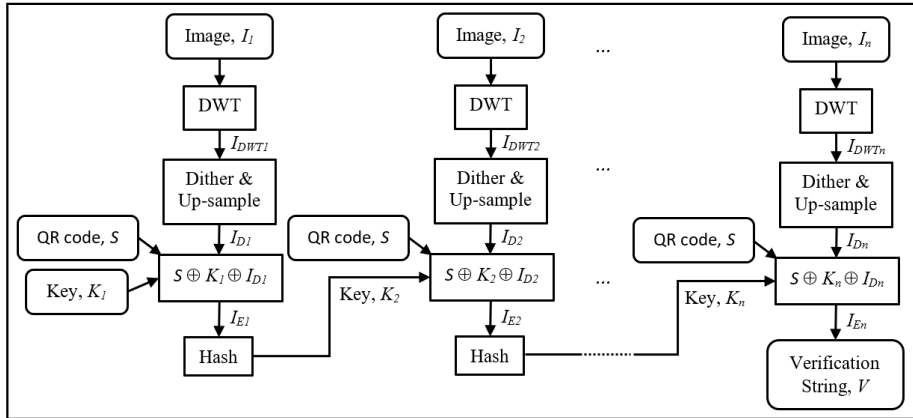 Image, I1
Image, I2
...
Image, In
DWT
DWT
DWT
IDWT1
IDWT2
IDWTn
Dither &
Up-sample
Dither &
Up-sample
...
Dither &
Up-sample
QR code, S
ID1
QR code, S
ID2
QR code, S
IDn
S ⊕ K1 ⊕ ID1
S ⊕ K2 ⊕ ID2
...
S ⊕ Kn ⊕ IDn
Key, K1
Key, K2
Key, Kn
IE1
IE2
IEn
Hash
Hash
Verification
String, V